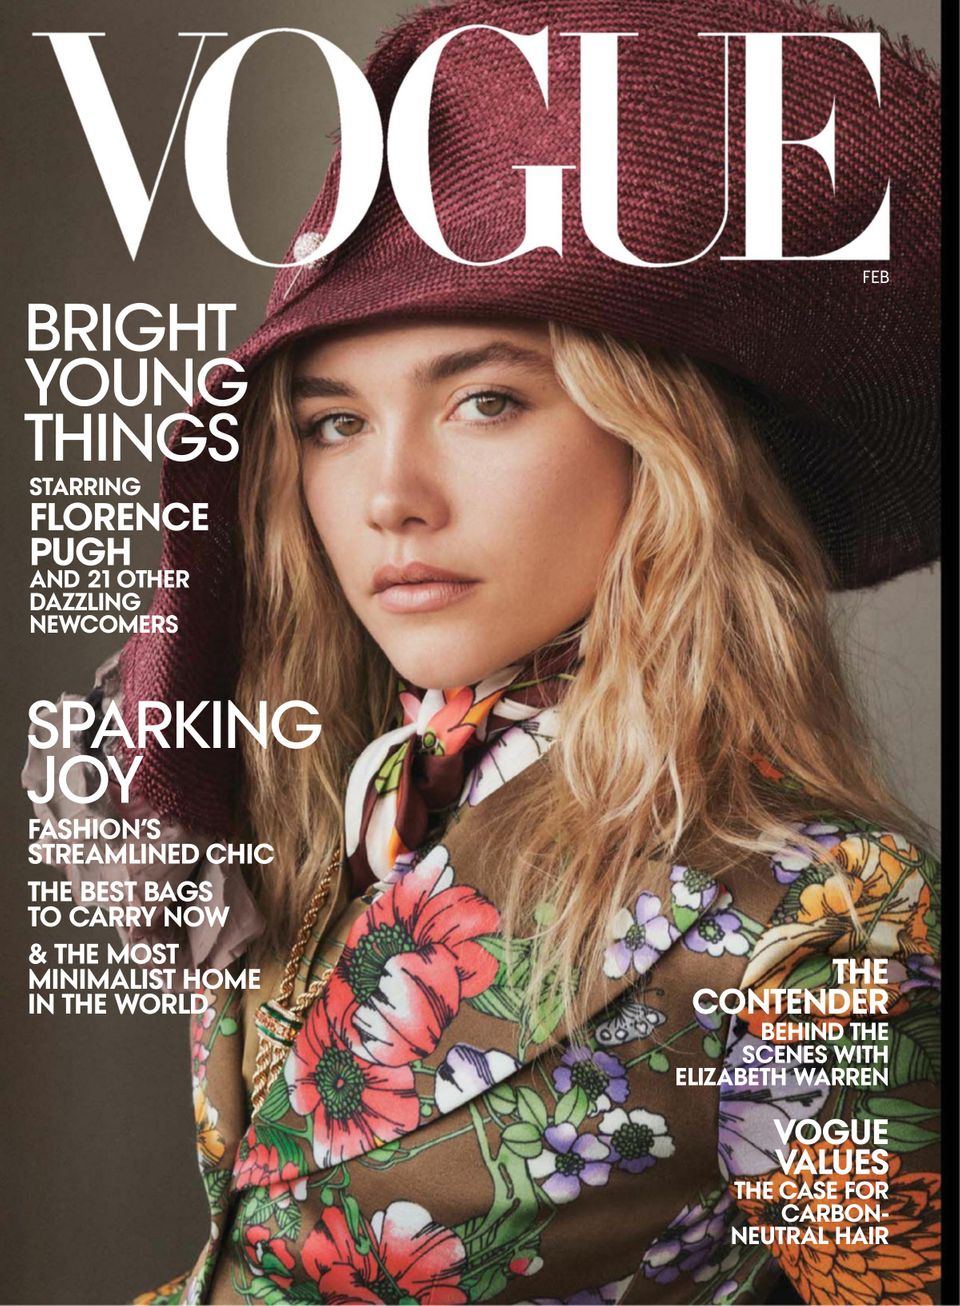 VOGUE
FEB
BRIGHT
YOUNG
THINGS
STARRING
FLORENCE
PUGH
AND 21 OTHER
DAZZLING
NEWCOMERS
SPARKING
JOY
FASHION'S
STREAMLINED CHIC
THE BEST BAGS
TO CARRY NOW
& THE MOST
MINIMALIST HOME
IN THE WORLD
THE
CONTENDER
BEHIND THE
SCENES WITH
ELIZABETH WARREN
VOGUE
VALUES
THE CASE FOR
CARBON-
NEUTRAL HAIR